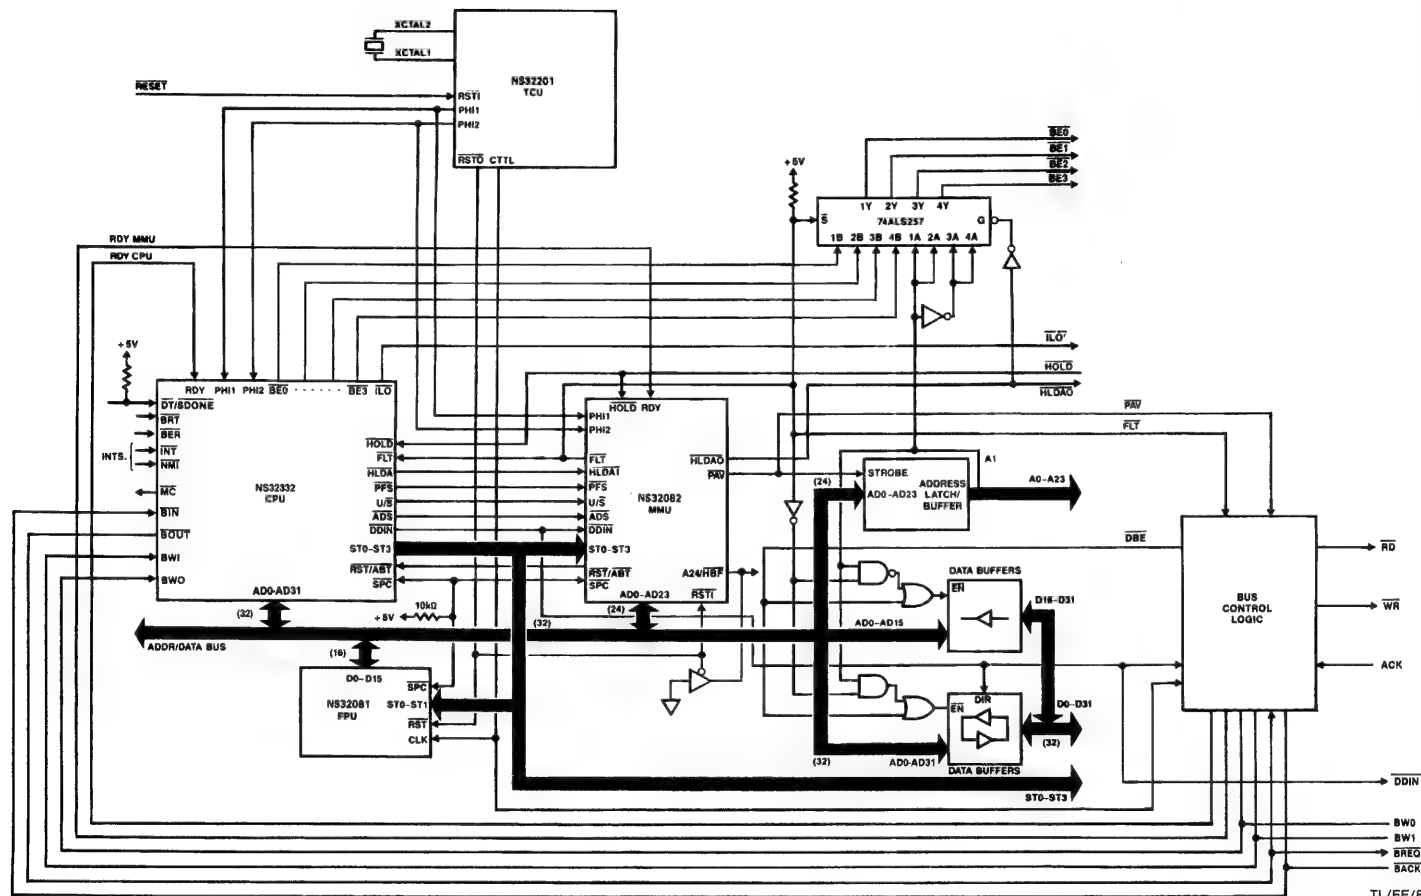 XCTAL2
XCTAL1
NS32201
TCU
RESET
RSTI
PHI1
PHI2
RSTO CTTL
BE0
BE1
BE2
BE3
+5V
1Y 2Y 3Y 4Y
74ALS257
S
G
1B 2B 3B 4B 1A 2A 3A 4A
RDY MMU
RDY CPU
ILO'
HOLD
HLDAO
+5V
RDY PHI1 PHI2 BE0 ...... BE3 ILO
DT/SDONE
BRT
BER
INTS.
INT
NMI
MC
BIN
BOUT
BWI
BWO
NS32332
CPU
HOLD
FLT
HLDA
PFS
U/S
ADS
DDIN
ST0-ST3
RST/ABT
SPC
AD0-AD31
(32)
HOLD RDY
PHI1
PHI2
FLT
HLDAI
PFS
U/S
ADS
DDIN
ST0-ST3
RST/ABT
SPC
NS32082
MMU
HLDAO
PAV
A24/HBF
RSTI
AD0-AD23
(24)
PAV
FLT
A1
(24)
STROBE
AD0-AD23
ADDRESS
LATCH/
BUFFER
A0-A23
DBE
BUS
CONTROL
LOGIC
RD
WR
ACK
DATA BUFFERS
EN
D16-D31
10kΩ
+5V
ADDR/DATA BUS
(32)
AD0-AD15
(16)
D0-D15
NS32081
FPU
SPC
ST0-ST1
RST
CLK
DIR
EN
D0-D31
(32)
(32)
AD0-AD31
DATA BUFFERS
ST0-ST3
DDIN
BW0
BW1
BREQ
BACK